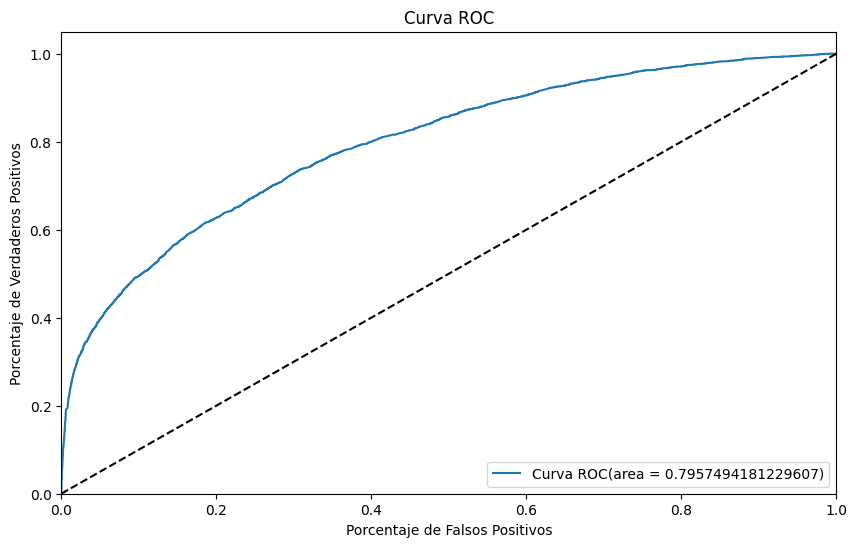 Curva ROC
Porcentaje de Verdaderos Positivos
1.0
0.8
0.6
0.4
0.2
0.0
Curva ROC(area = 0.7957494181229607)
0.0 0.2 0.4 0.6 0.8 1.0
Porcentaje de Falsos Positivos